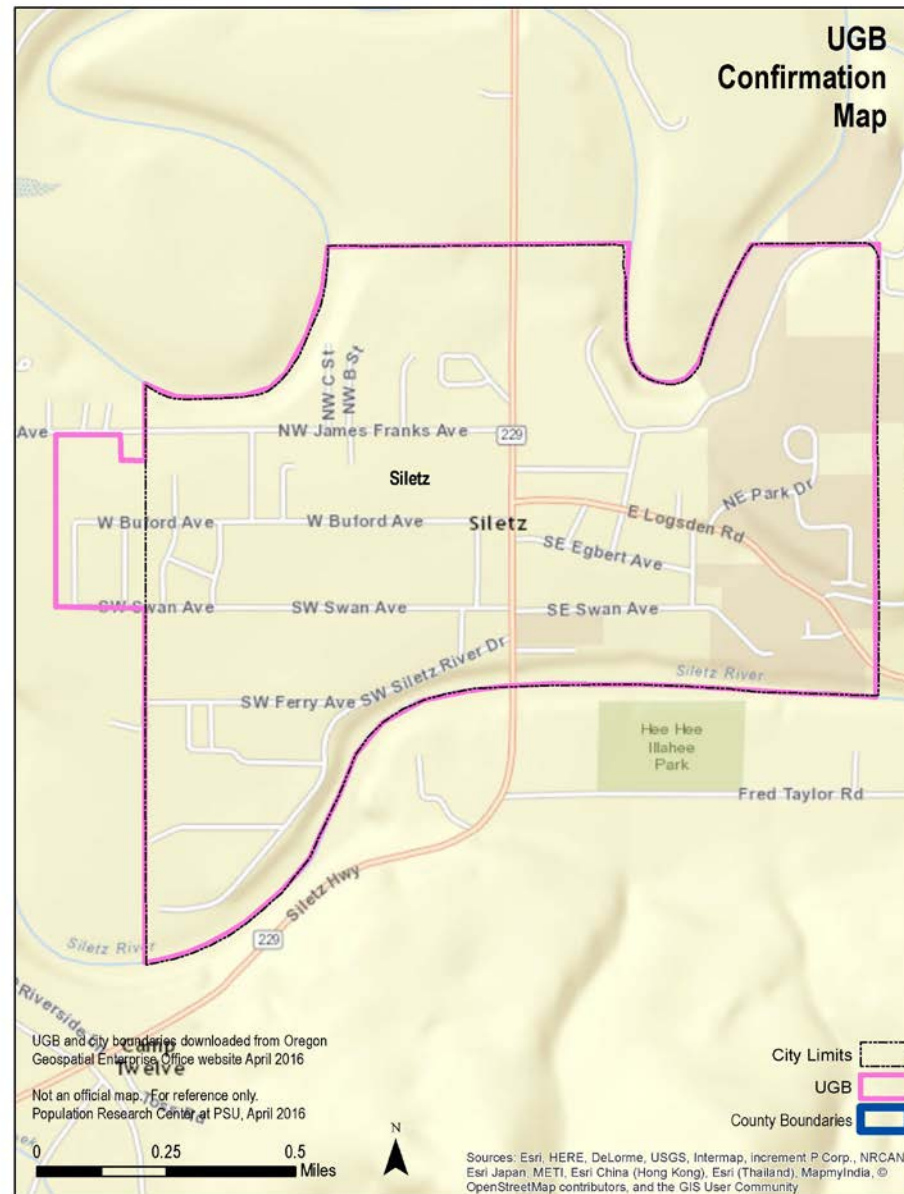 UGB
Confirmation
Map
NW C St
NW B St
Ave
NW James Franks Ave
229
Siletz
W Buford Ave
W Buford Ave
Siletz
E Logsden Rd
NE Park Dr
SE Egbert Ave
SW Swan Ave
SW Swan Ave
SE Swan Ave
SW Siletz River Dr
Siletz River
SW Ferry Ave
Hee Hee
Illahee
Park
Fred Taylor Rd
Siletz Hwy
229
Siletz River
Riverside
Camp
Twelve
UGB and city boundaries downloaded from Oregon
Geospatial Enterprise Office website April 2016
Not an official map. For reference only.
Population Research Center at PSU, April 2016
Rd
City Limits
UGB
County Boundaries
0 0.25 0.5
Miles
N
Sources: Esri, HERE, DeLorme, USGS, Intermap, increment P Corp., NRCAN,
Esri Japan, METI, Esri China (Hong Kong), Esri (Thailand), MapmyIndia, ©
OpenStreetMap contributors, and the GIS User Community